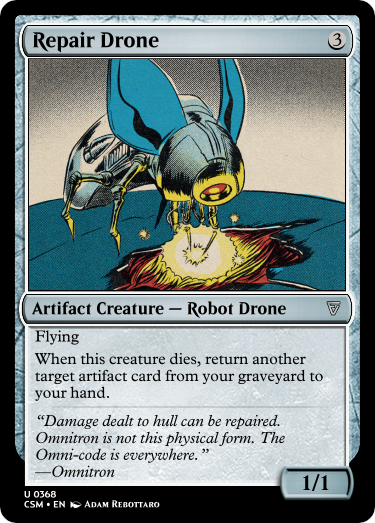 Repair Drone 3
Artifact Creature — Robot Drone
Flying
When this creature dies, return another
target artifact card from your graveyard to
your hand.
“Damage dealt to hull can be repaired.
Omnitron is not this physical form. The
Omni-code is everywhere.”
—Omnitron
1/1
U 0368
CSM • EN Adam Rebottaro